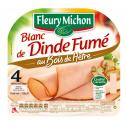 Fleury Michon
Blanc
de Dinde Fumé
au Bois de Hêtre
4